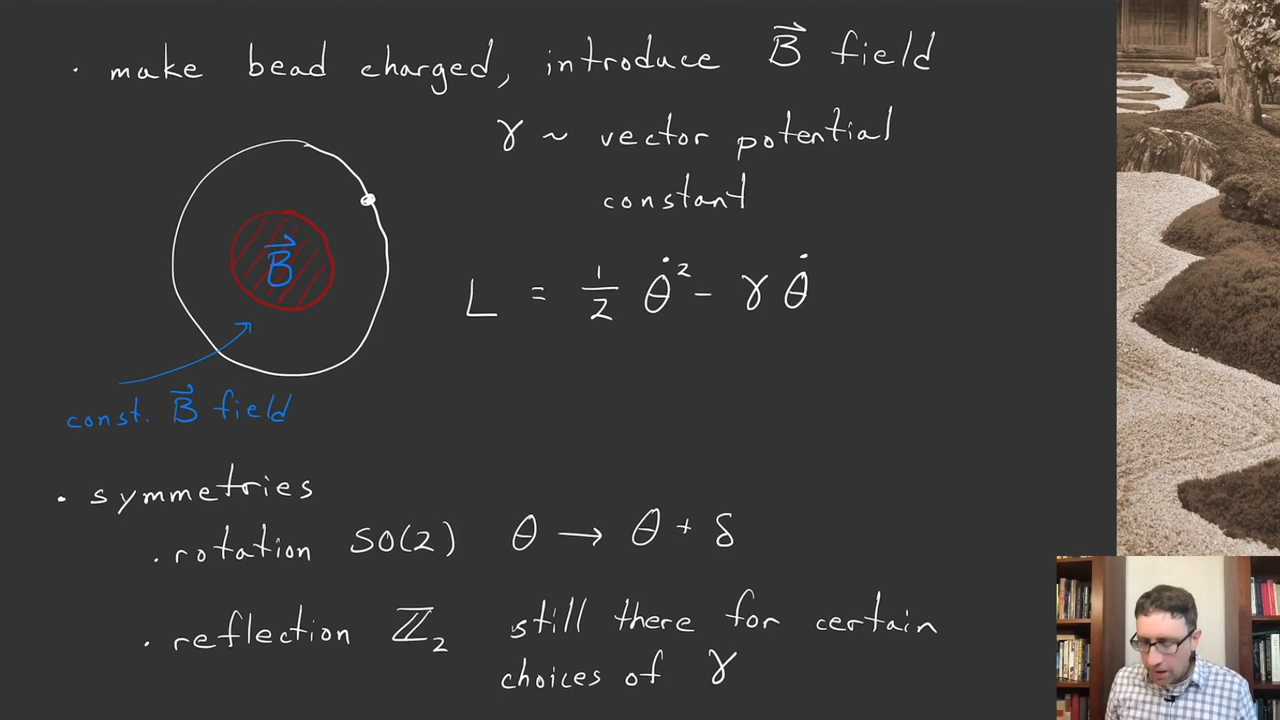 · make bead charged, introduce B⃗ field
γ ~ vector potential
constant
B⃗
L = 1/2 θ̇² - γ θ̇
const. B⃗ field
· symmetries
· rotation SO(2) θ → θ + δ
· reflection ℤ₂ still there for certain
choices of γ